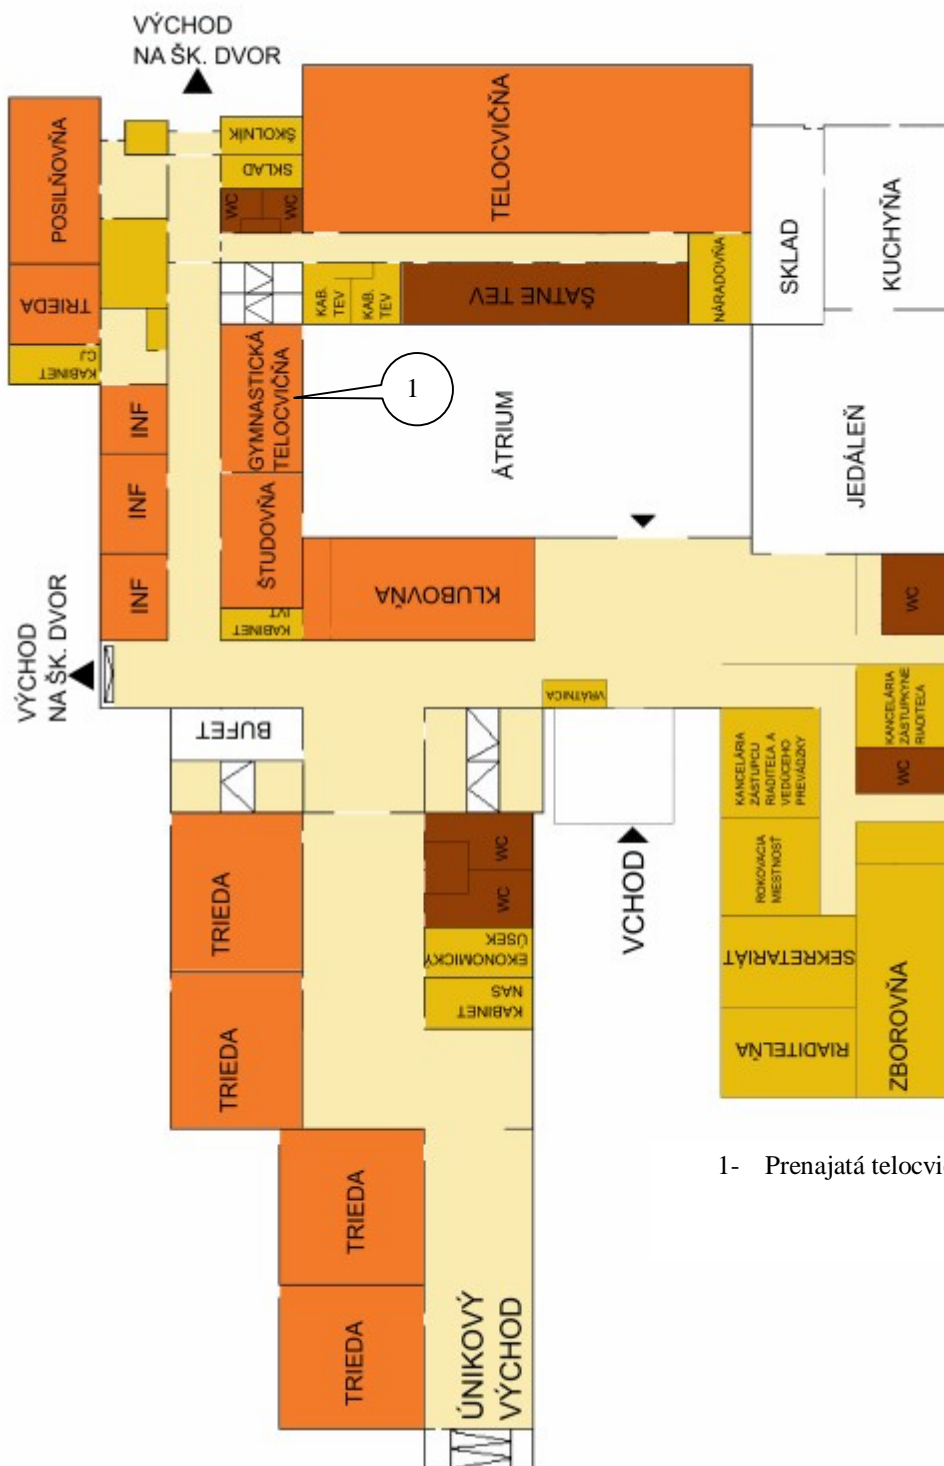 VÝCHOD
NA ŠK. DVOR
POSILŇOVŇA
TRIEDA
KABINET
CJ
ŠKOLNÍK
SKLAD
WC
WC
TELOCVIČŇA
KAB.
TEV
KAB.
TEV
ŠATNE TEV
NÁRADOVŇA
SKLAD
KUCHYŇA
GYMNASTICKÁ
TELOCVIČŇA
1
ÁTRIUM
JEDÁLEŇ
INF
INF
INF
ŠTUDOVŇA
KABINET
IVT
KLUBOVŇA
WC
VÝCHOD
NA ŠK. DVOR
BUFET
VRÁTNICA
KANCELÁRIA
ZÁSTUPCU
RIADITEĽA A
VEDÚCEHO
PREVÁDZKY
KANCELÁRIA
ZÁSTUPKYNE
RIADITEĽA
WC
ROKOVACIA
MIESTNOSŤ
SEKRETARIÁT
RIADITEĽŇA
ZBOROVŇA
VCHOD
WC
WC
EKONOMICKÝ
ÚSEK
KABINET
NAS
TRIEDA
TRIEDA
TRIEDA
TRIEDA
ÚNIKOVÝ
VÝCHOD
1- Prenajatá telocvi